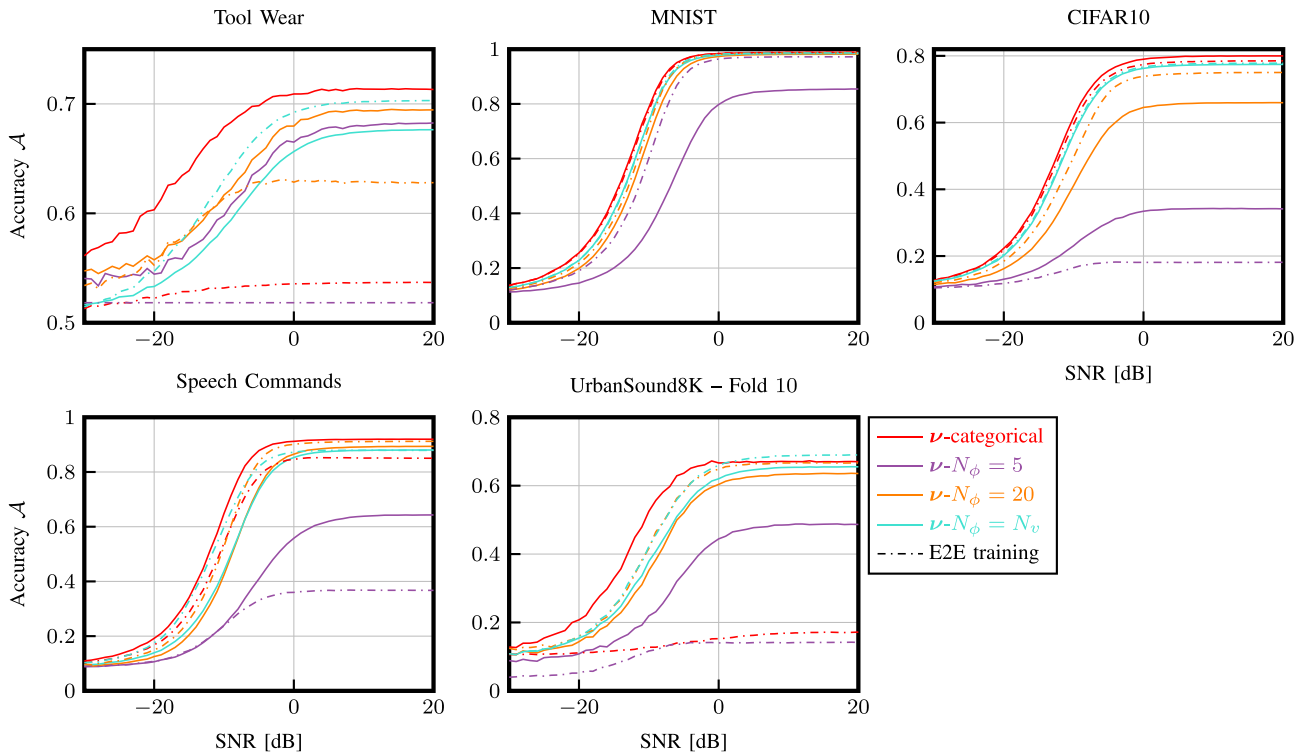 Tool Wear
MNIST
CIFAR10
Accuracy 𝒜
0.7
0.6
0.5
−20
0
20
1
0.8
0.6
0.4
0.2
0
−20
0
20
0.8
0.6
0.4
0.2
0
−20
0
20
SNR [dB]
Speech Commands
UrbanSound8K – Fold 10
Accuracy 𝒜
1
0.8
0.6
0.4
0.2
0
−20
0
20
SNR [dB]
0.8
0.6
0.4
0.2
0
−20
0
20
SNR [dB]
ν-categorical
ν-Nϕ = 5
ν-Nϕ = 20
ν-Nϕ = Nv
E2E training